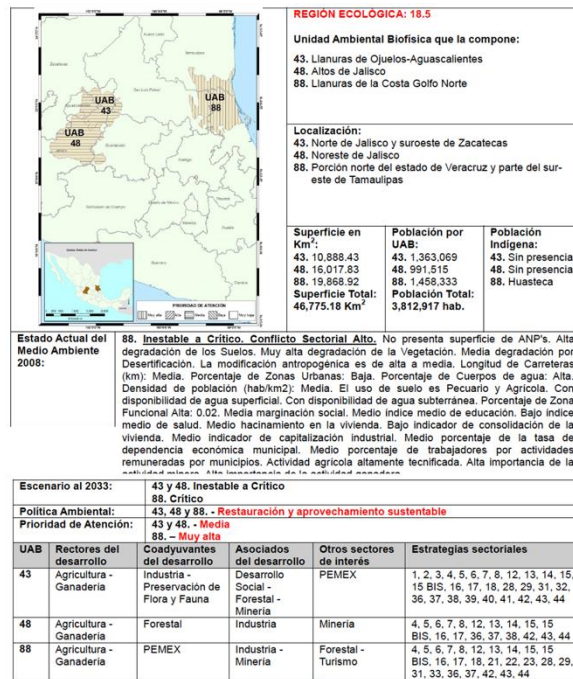 REGIÓN ECOLÓGICA: 18.5
Unidad Ambiental Biofísica que la compone:
43. Llanuras de Ojuelos-Aguascalientes
48. Altos de Jalisco
88. Llanuras de la Costa Golfo Norte
Localización:
43. Norte de Jalisco y suroeste de Zacatecas
48. Noreste de Jalisco
88. Porción norte del estado de Veracruz y parte del sur-
este de Tamaulipas
UAB
43
UAB
48
UAB
88
PRIORIDAD DE ATENCIÓN
Superficie en
Km2:
43. 10,888.43
48. 16,017.83
88. 19,868.92
Superficie Total:
46,775.18 Km2
Población por
UAB:
43. 1,363,069
48. 991,515
88. 1,458,333
Población Total:
3,812,917 hab.
Población
Indígena:
43. Sin presencia
48. Sin presencia
88. Huasteca
Estado Actual del
Medio Ambiente
2008:
88. Inestable a Crítico. Conflicto Sectorial Alto. No presenta superficie de ANP's. Alta
degradación de los Suelos. Muy alta degradación de la Vegetación. Media degradación por
Desertificación. La modificación antropogénica es de alta a media. Longitud de Carreteras
(km): Media. Porcentaje de Zonas Urbanas: Baja. Porcentaje de Cuerpos de agua: Alta.
Densidad de población (hab/km2): Media. El uso de suelo es Pecuario y Agrícola. Con
disponibilidad de agua superficial. Con disponibilidad de agua subterránea. Porcentaje de Zona
Funcional Alta: 0.02. Media marginación social. Medio índice medio de educación. Bajo índice
medio de salud. Medio hacinamiento en la vivienda. Bajo indicador de consolidación de la
vivienda. Medio indicador de capitalización industrial. Medio porcentaje de la tasa de
dependencia económica municipal. Medio porcentaje de trabajadores por actividades
remuneradas por municipios. Actividad agrícola altamente tecnificada. Alta importancia de la
actividad minera. Alta importancia de la actividad ganadera.
Escenario al 2033:
43 y 48. Inestable a Crítico
88. Crítico
Política Ambiental:
43, 48 y 88. - Restauración y aprovechamiento sustentable
Prioridad de Atención:
43 y 48. - Media
88. – Muy alta
UAB
Rectores del
desarrollo
Coadyuvantes
del desarrollo
Asociados
del desarrollo
Otros sectores
de interés
Estrategias sectoriales
43
Agricultura -
Ganadería
Industria -
Preservación de
Flora y Fauna
Desarrollo
Social -
Forestal -
Minería
PEMEX
1, 2, 3, 4, 5, 6, 7, 8, 12, 13, 14, 15,
15 BIS, 16, 17, 18, 28, 29, 31, 32,
36, 37, 38, 39, 40, 41, 42, 43, 44
48
Agricultura -
Ganadería
Forestal
Industria
Minería
4, 5, 6, 7, 8, 12, 13, 14, 15, 15
BIS, 16, 17, 36, 37, 38, 42, 43, 44
88
Agricultura -
Ganadería
PEMEX
Industria -
Minería
Forestal -
Turismo
4, 5, 6, 7, 8, 12, 13, 14, 15, 15
BIS, 16, 17, 18, 21, 22, 23, 28, 29,
31, 33, 36, 37, 42, 43, 44